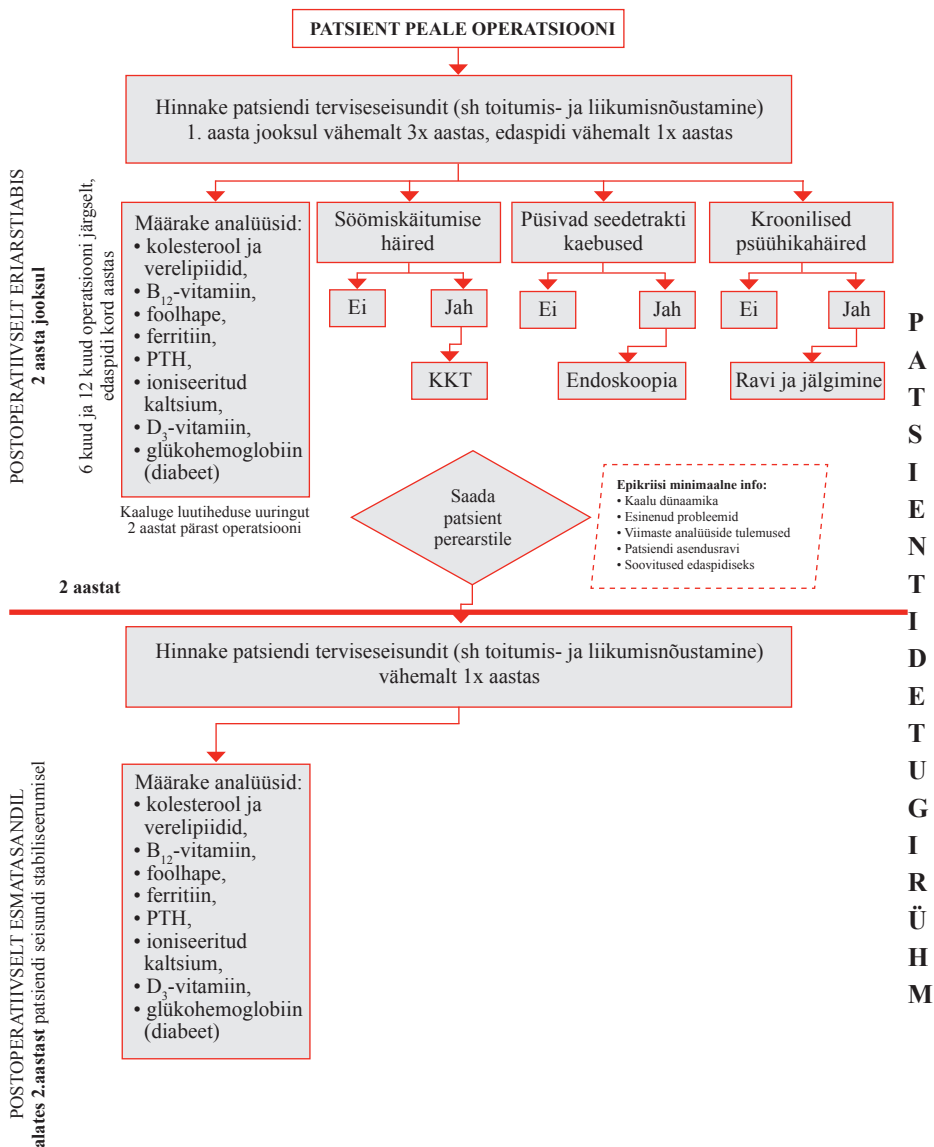 PATSIENT PEALE OPERATSIOONI
Hinnake patsiendi terviseseisundit (sh toitumis- ja liikumisnõustamine)
1. aasta jooksul vähemalt 3x aastas, edaspidi vähemalt 1x aastas
POSTOPERATIIVSELT ERIARSTIABIS
2 aasta jooksul
6 kuud ja 12 kuud operatsiooni järgselt,
edaspidi kord aastas
Määrake analüüsid:
• kolesterool ja
verelipiidid,
• B12-vitamiin,
• foolhape,
• ferritiin,
• PTH,
• ioniseeritud
kaltsium,
• D3-vitamiin,
• glükohemoglobiin
(diabeet)
Kaaluge luutiheduse uuringut
2 aastat pärast operatsiooni
Söömiskäitumise
häired
Ei
Jah
KKT
Püsivad seedetrakti
kaebused
Ei
Jah
Endoskoopia
Kroonilised
psüühikahäired
Ei
Jah
Ravi ja jälgimine
Saada
patsient
perearstile
Epikriisi minimaalne info:
• Kaalu dünaamika
• Esinenud probleemid
• Viimaste analüüside tulemused
• Patsiendi asendusravi
• Soovitused edaspidiseks
2 aastat
Hinnake patsiendi terviseseisundit (sh toitumis- ja liikumisnõustamine)
vähemalt 1x aastas
POSTOPERATIIVSELT ESMATASANDIL
alates 2.aastast patsiendi seisundi stabiliseerumisel
Määrake analüüsid:
• kolesterool ja
verelipiidid,
• B12-vitamiin,
• foolhape,
• ferritiin,
• PTH,
• ioniseeritud
kaltsium,
• D3-vitamiin,
• glükohemoglobiin
(diabeet)
PATSIENTIDETUGIRÜHM